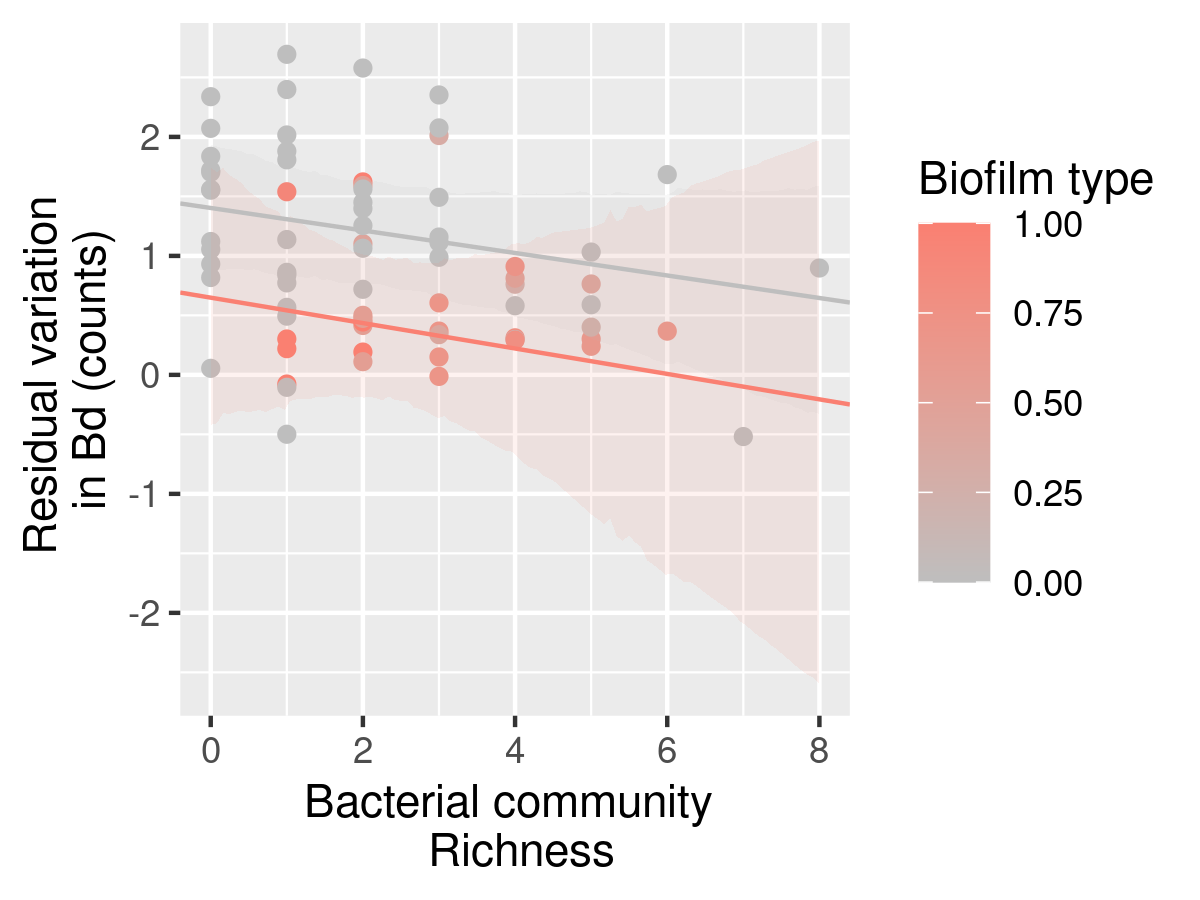 Residual variation
in Bd (counts)
2
1
0
-1
-2
0 2 4 6 8
Bacterial community
Richness
Biofilm type
1.00
0.75
0.50
0.25
0.00